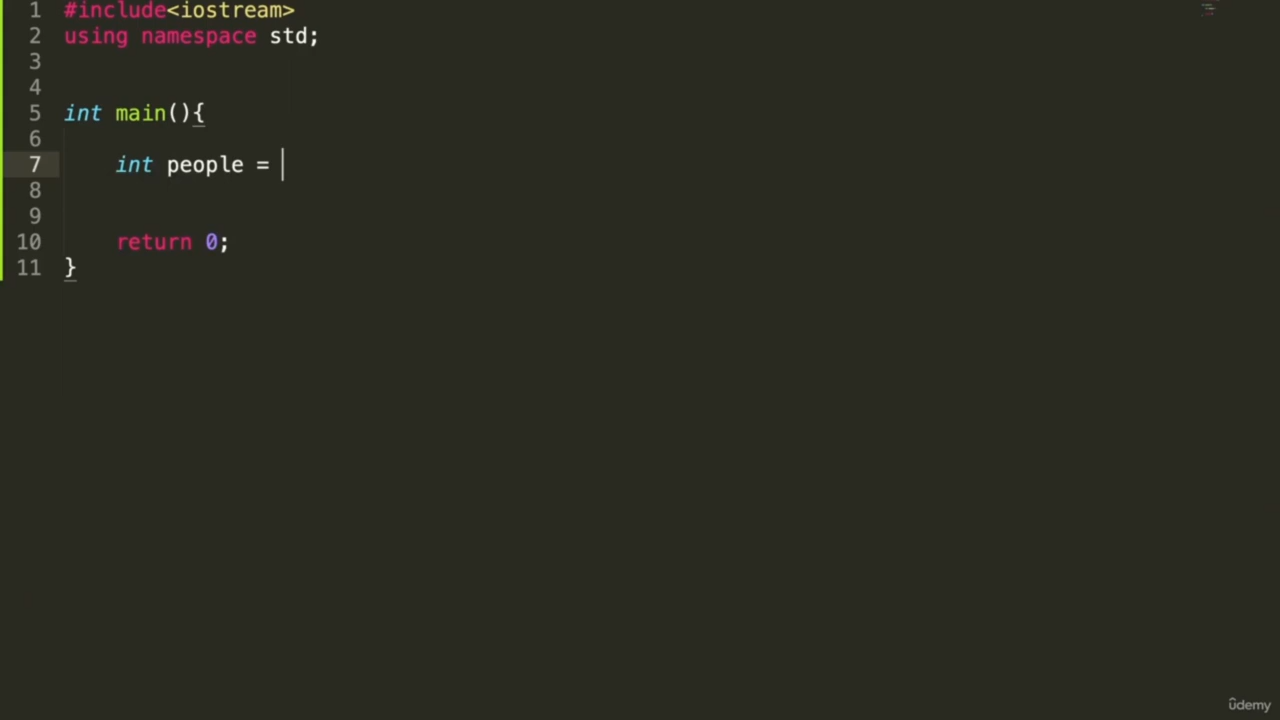 1 #include<iostream>
2 using namespace std;
3
4
5 int main(){
6
7 int people =
8
9
10 return 0;
11 }
ûdemy